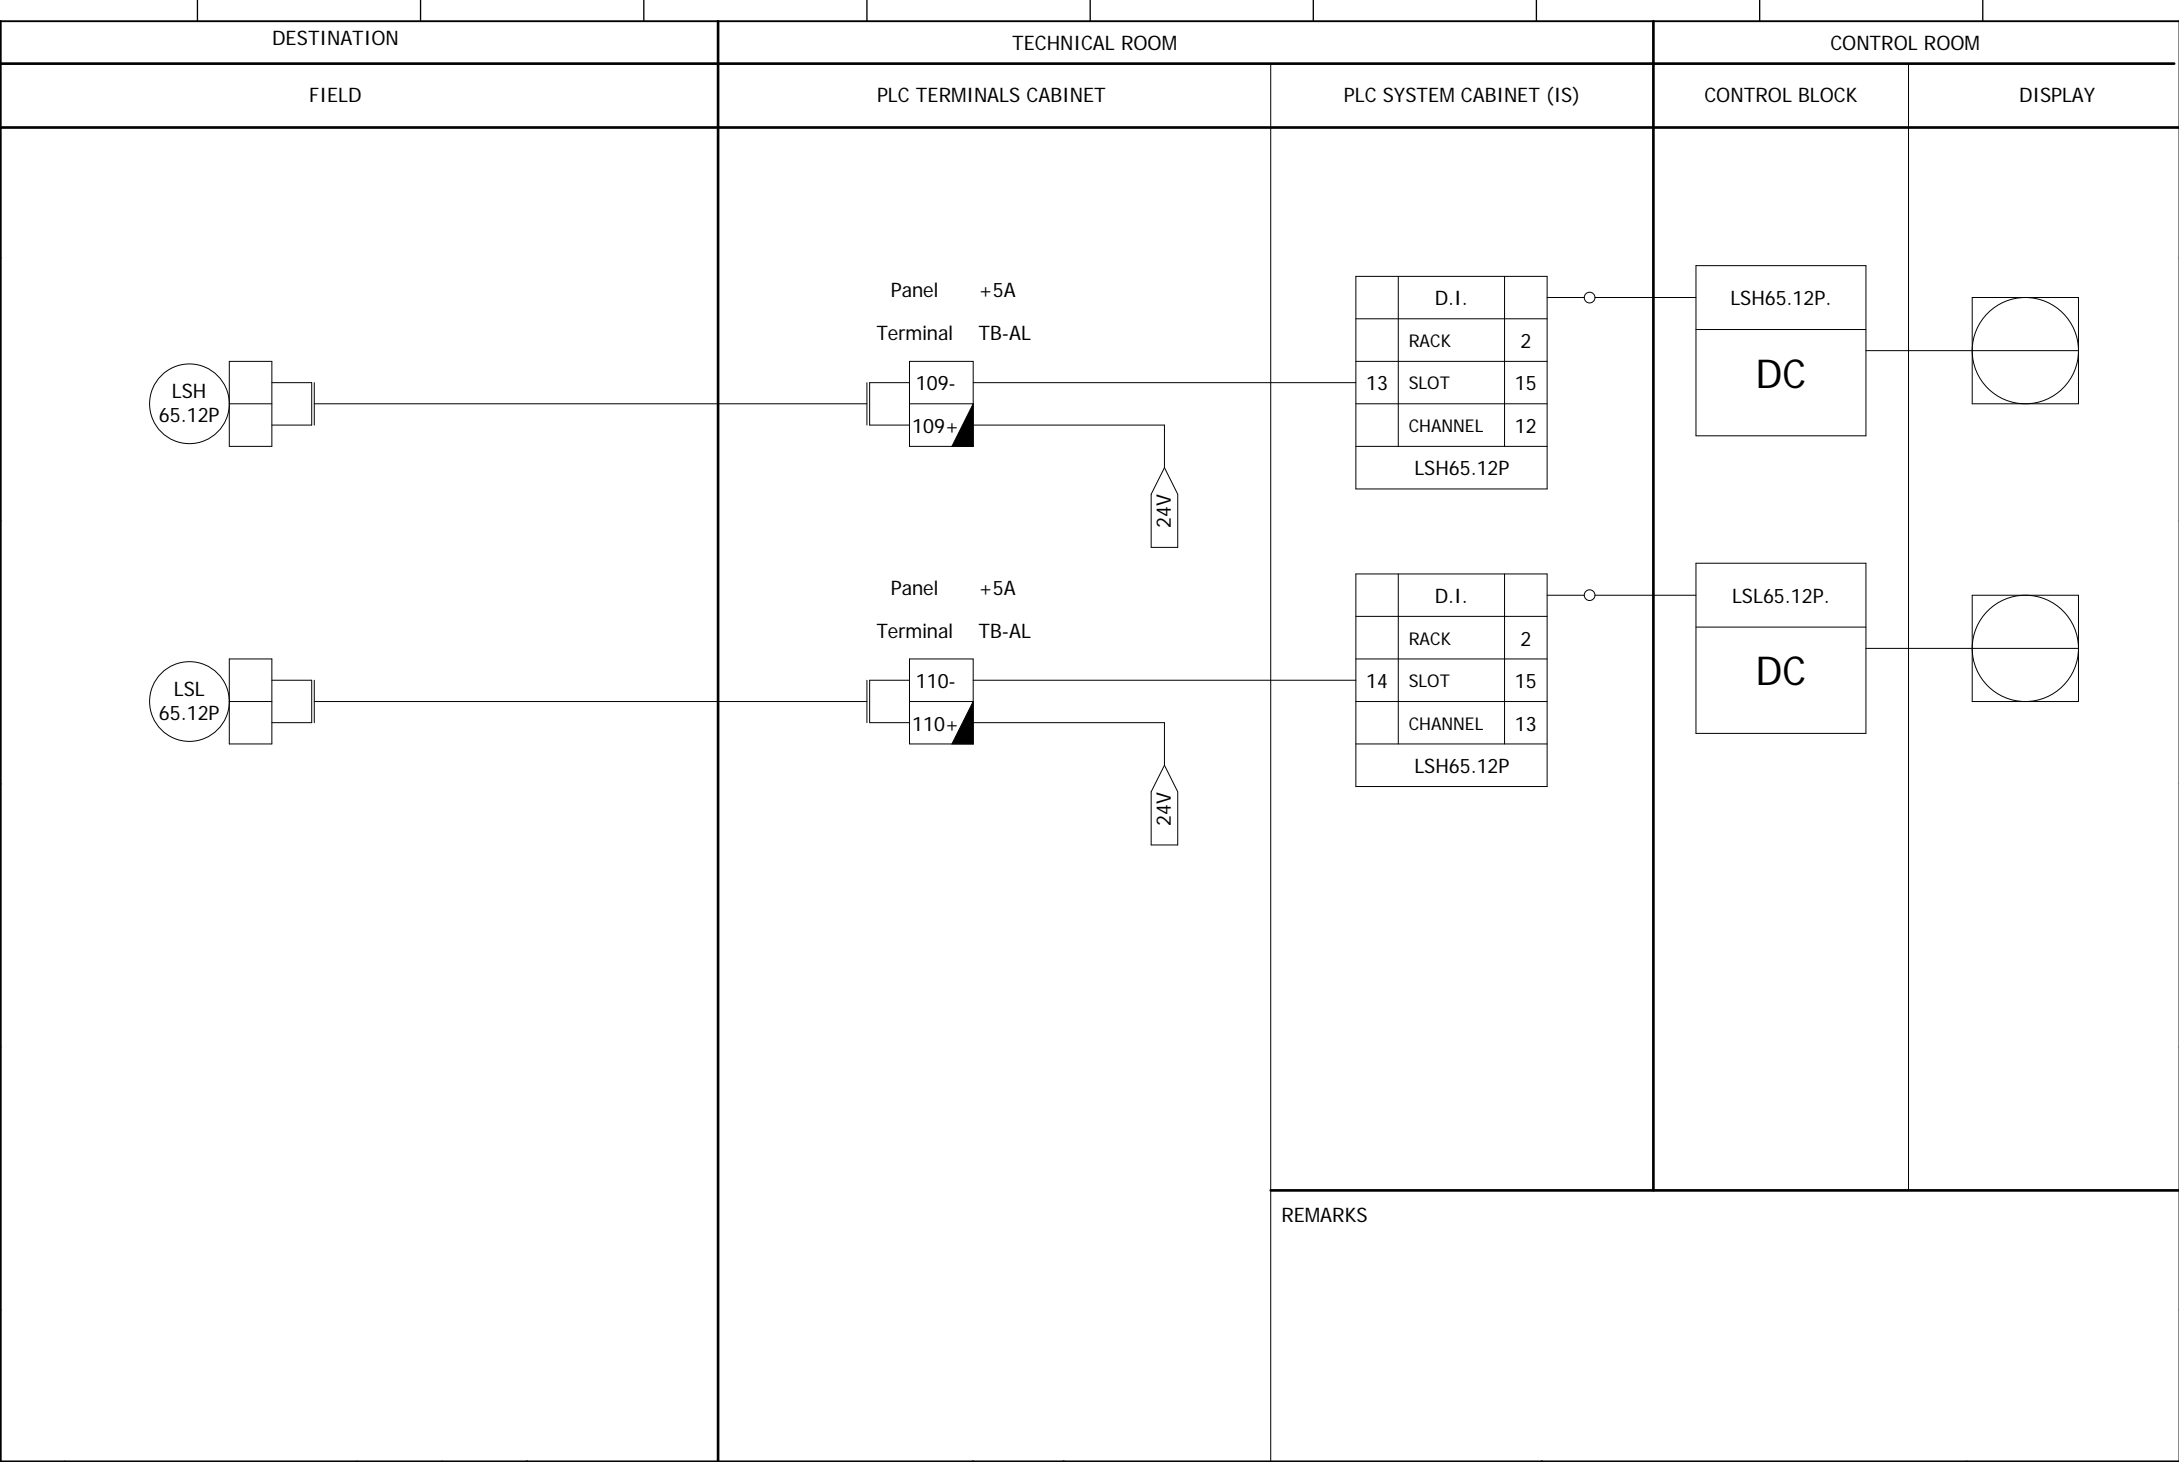 DESTINATION
TECHNICAL ROOM
CONTROL ROOM
FIELD
PLC TERMINALS CABINET
PLC SYSTEM CABINET (IS)
CONTROL BLOCK
DISPLAY
LSH
65.12P
Panel +5A
Terminal TB-AL
109-
109+
24V
D.I.
RACK 2
13 SLOT 15
CHANNEL 12
LSH65.12P
LSH65.12P.
DC
LSL
65.12P
Panel +5A
Terminal TB-AL
110-
110+
24V
D.I.
RACK 2
14 SLOT 15
CHANNEL 13
LSH65.12P
LSL65.12P.
DC
REMARKS